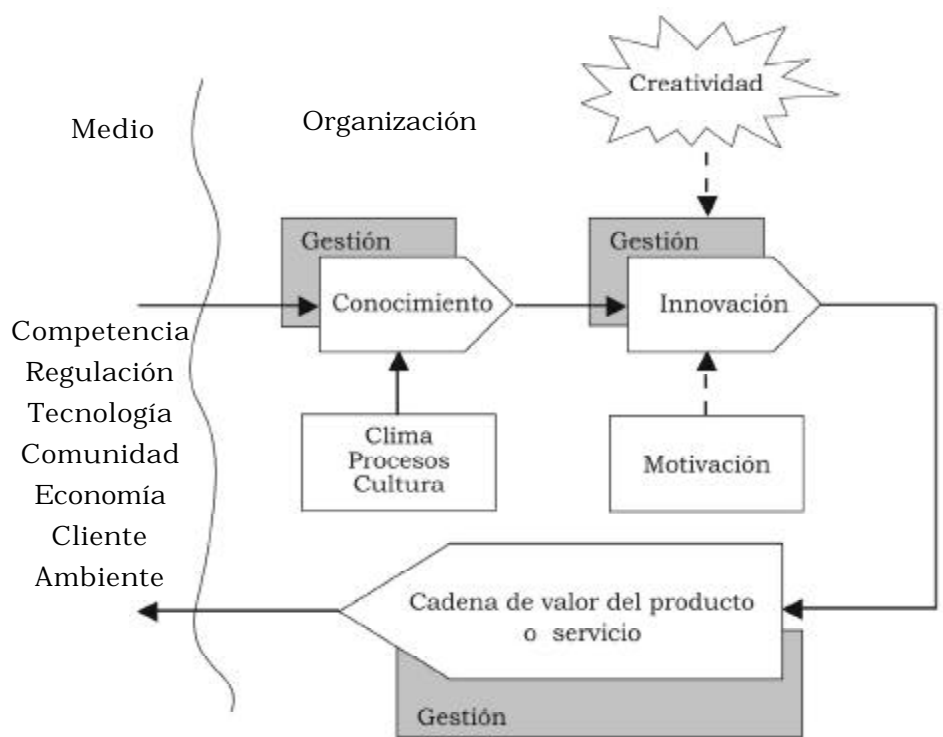 Creatividad
Medio
Organización
Gestión
Gestión
Conocimiento
Innovación
Competencia
Regulación
Tecnología
Comunidad
Economía
Cliente
Ambiente
Clima
Procesos
Cultura
Motivación
Cadena de valor del producto
o servicio
Gestión